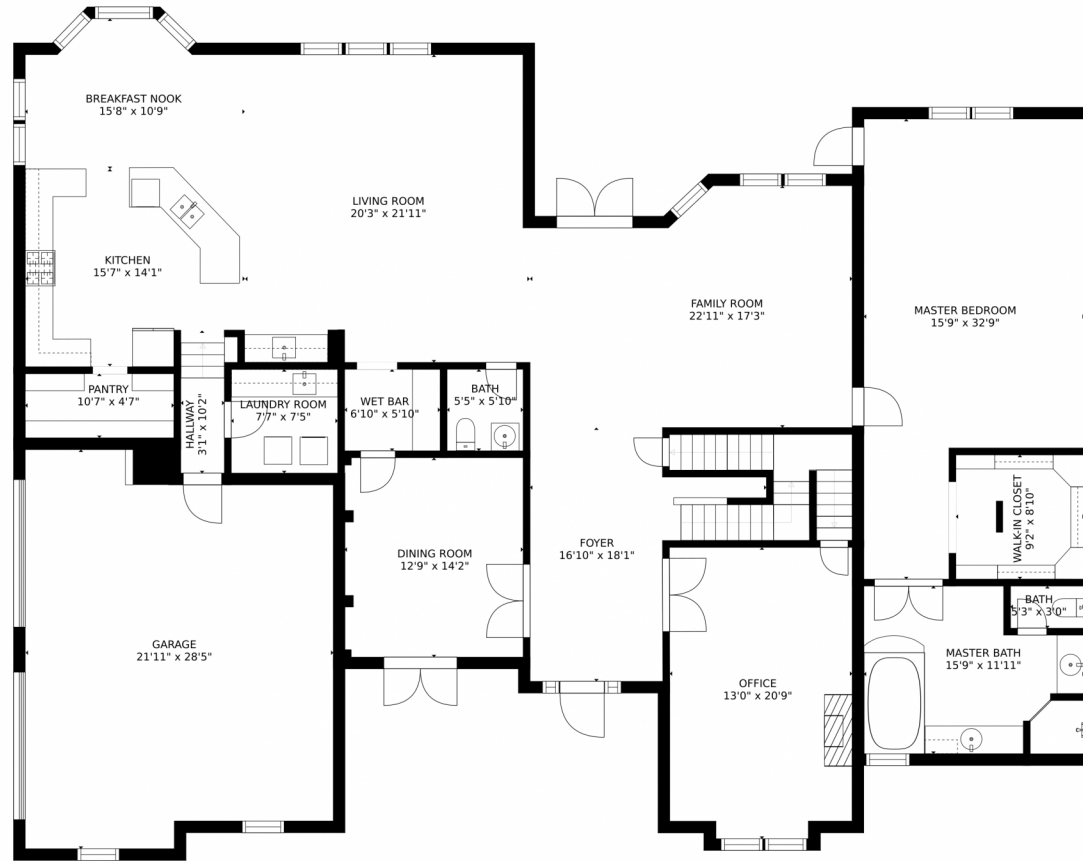 BREAKFAST NOOK
15'8" x 10'9"
LIVING ROOM
20'3" x 21'11"
KITCHEN
15'7" x 14'1"
FAMILY ROOM
22'11" x 17'3"
MASTER BEDROOM
15'9" x 32'9"
PANTRY
10'7" x 4'7"
HALLWAY
3'1" x 10'2"
LAUNDRY ROOM
7'7" x 7'5"
WET BAR
6'10" x 5'10"
BATH
5'5" x 5'10"
WALK-IN CLOSET
9'2" x 8'10"
DINING ROOM
12'9" x 14'2"
FOYER
16'10" x 18'1"
BATH
5'3" x 3'0"
GARAGE
21'11" x 28'5"
MASTER BATH
15'9" x 11'11"
OFFICE
13'0" x 20'9"